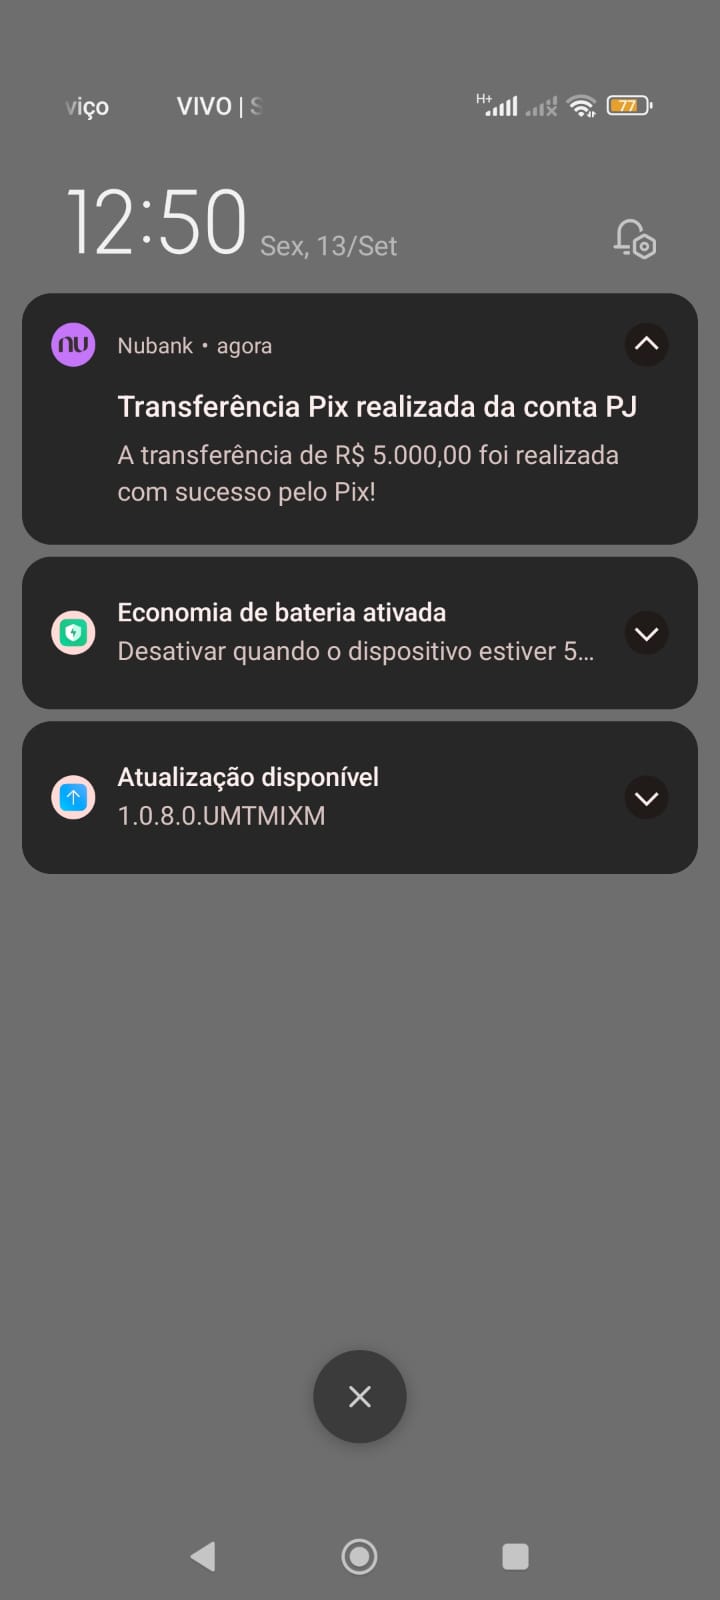 viço VIVO | S H+ 77
12:50 Sex, 13/Set
nu Nubank • agora
Transferência Pix realizada da conta PJ
A transferência de R$ 5.000,00 foi realizada
com sucesso pelo Pix!
Economia de bateria ativada
Desativar quando o dispositivo estiver 5...
Atualização disponível
1.0.8.0.UMTMIXM